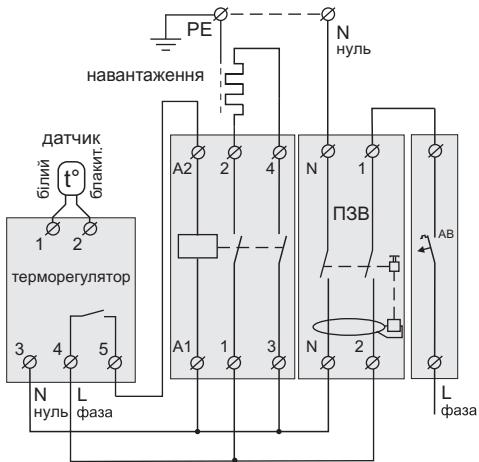 PE
N
нуль
навантаження
датчик
білий
t°
блакит.
A2
2
4
N
1
ПЗВ
АВ
1
2
терморегулятор
3
4
5
A1
1
3
N
2
N
нуль
L
фаза
L
фаза